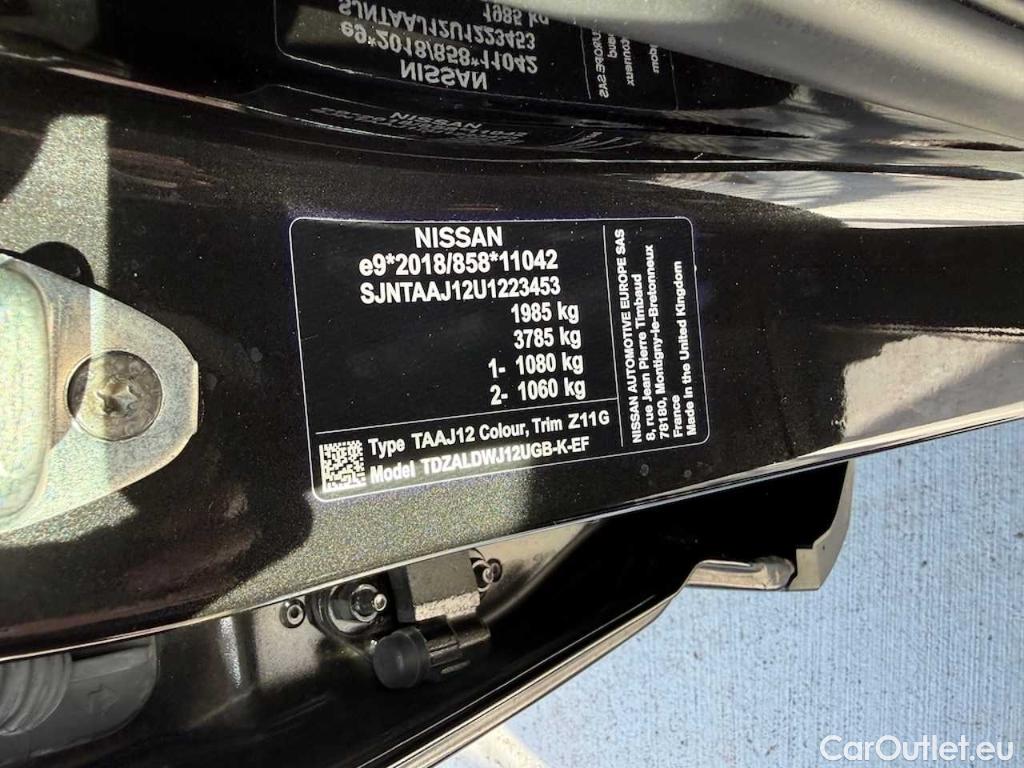 NISSAN
e9*2018/858*11042
SJNTAAJ12U1223453
1985 kg
3785 kg
1- 1080 kg
2- 1060 kg
Type TAAJ12 Colour, Trim Z11G
Model TDZALDWJ12UGB-K-EF
NISSAN AUTOMOTIVE EUROPE SAS
8, rue Jean Pierre Timbaud
78180, Montigny-le-Bretonneux
France
Made in the United Kingdom
1985 kg
SJNTAAJ12U1223453
e9*2018/858*11042
NISSAN
CarOutlet.eu